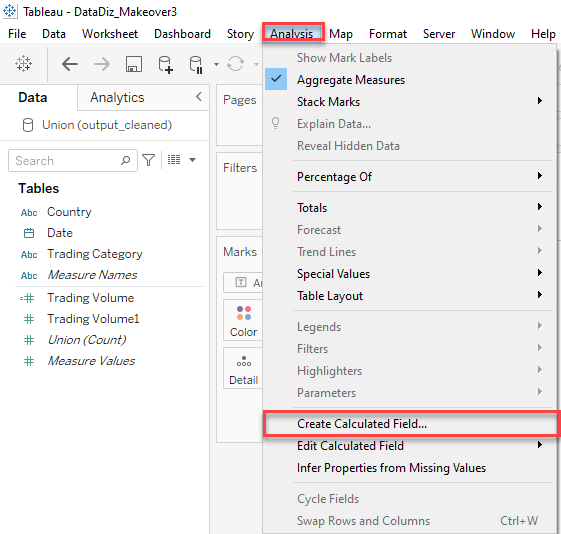 Tableau - DataDiz_Makeover3
File Data Worksheet Dashboard Story Analysis Map Format Server Window Help
Data Analytics
Union (output_cleaned)
Search
Tables
Abc Country
Date
Abc Trading Category
Abc Measure Names
=# Trading Volume
# Trading Volume1
# Union (Count)
# Measure Values
Pages
Filters
Marks
Color
Detail
Show Mark Labels
Aggregate Measures
Stack Marks
Explain Data...
Reveal Hidden Data
Percentage Of
Totals
Forecast
Trend Lines
Special Values
Table Layout
Legends
Filters
Highlighters
Parameters
Create Calculated Field...
Edit Calculated Field
Infer Properties from Missing Values
Cycle Fields
Swap Rows and Columns Ctrl+W